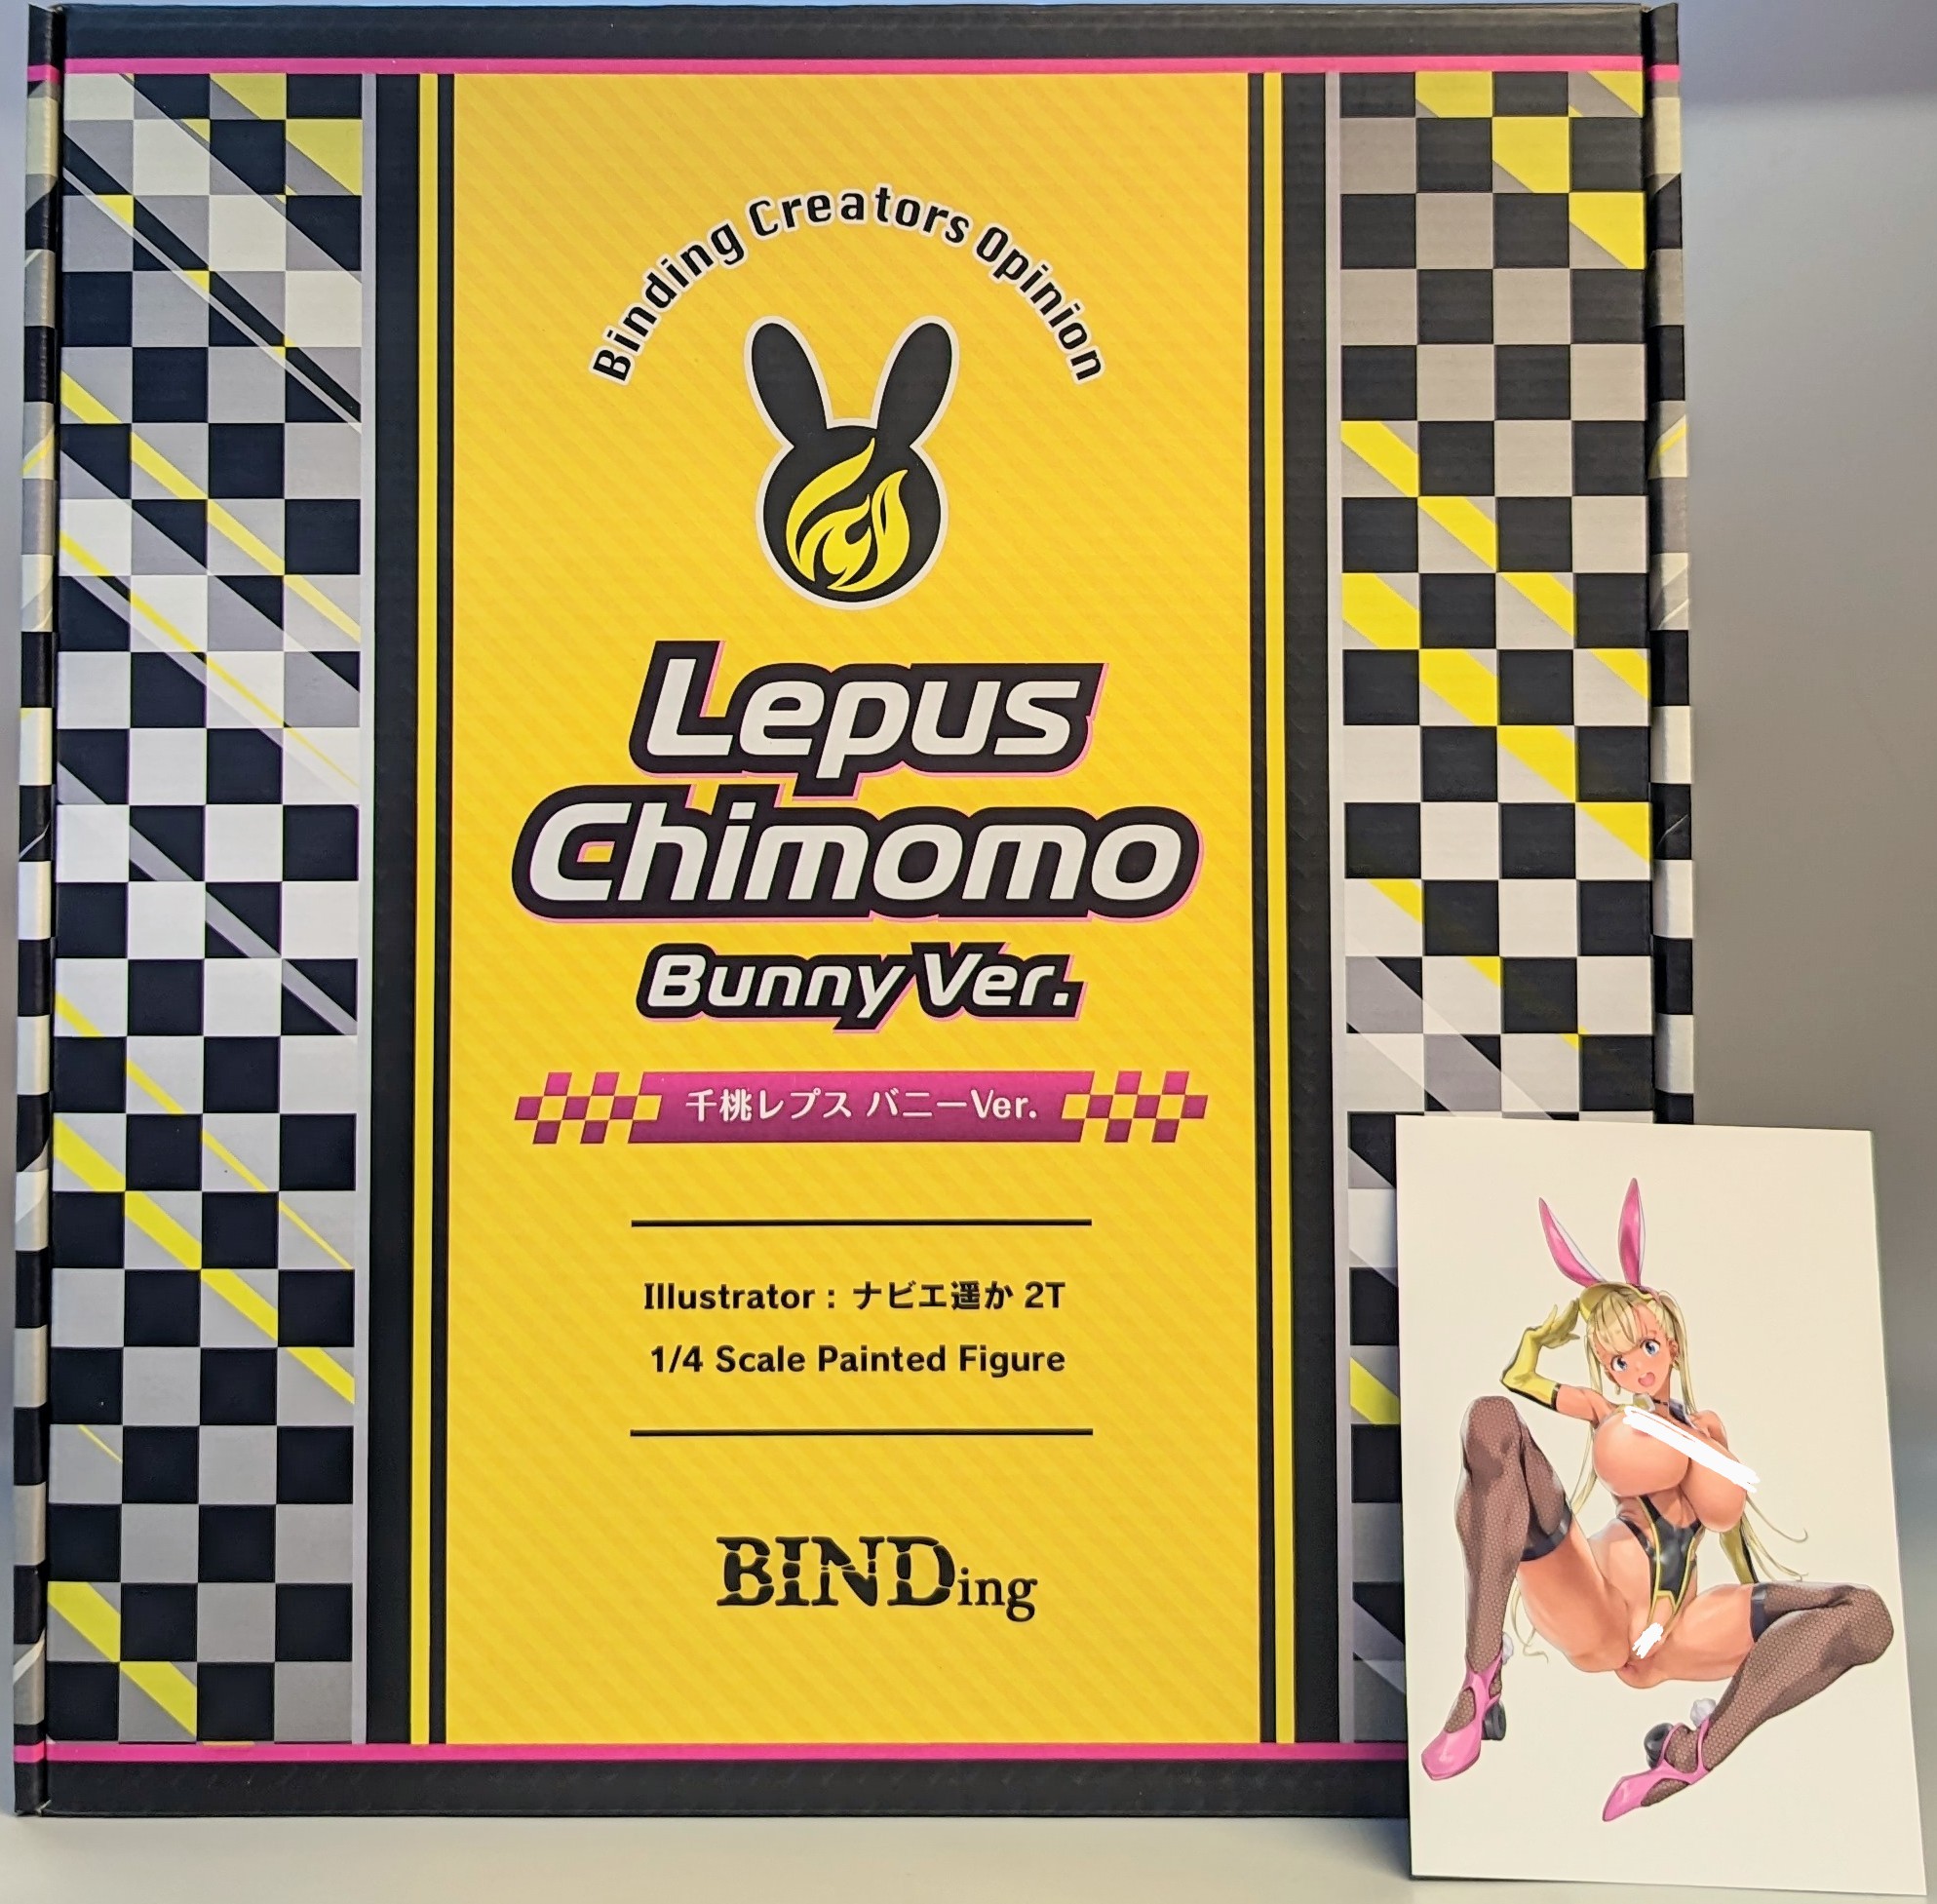 Binding Creators Opinion
Lepus
Chimomo
Bunny Ver.
千桃レプス バニーVer.
Illustrator : ナビエ遥か 2T
1/4 Scale Painted Figure
BINDing